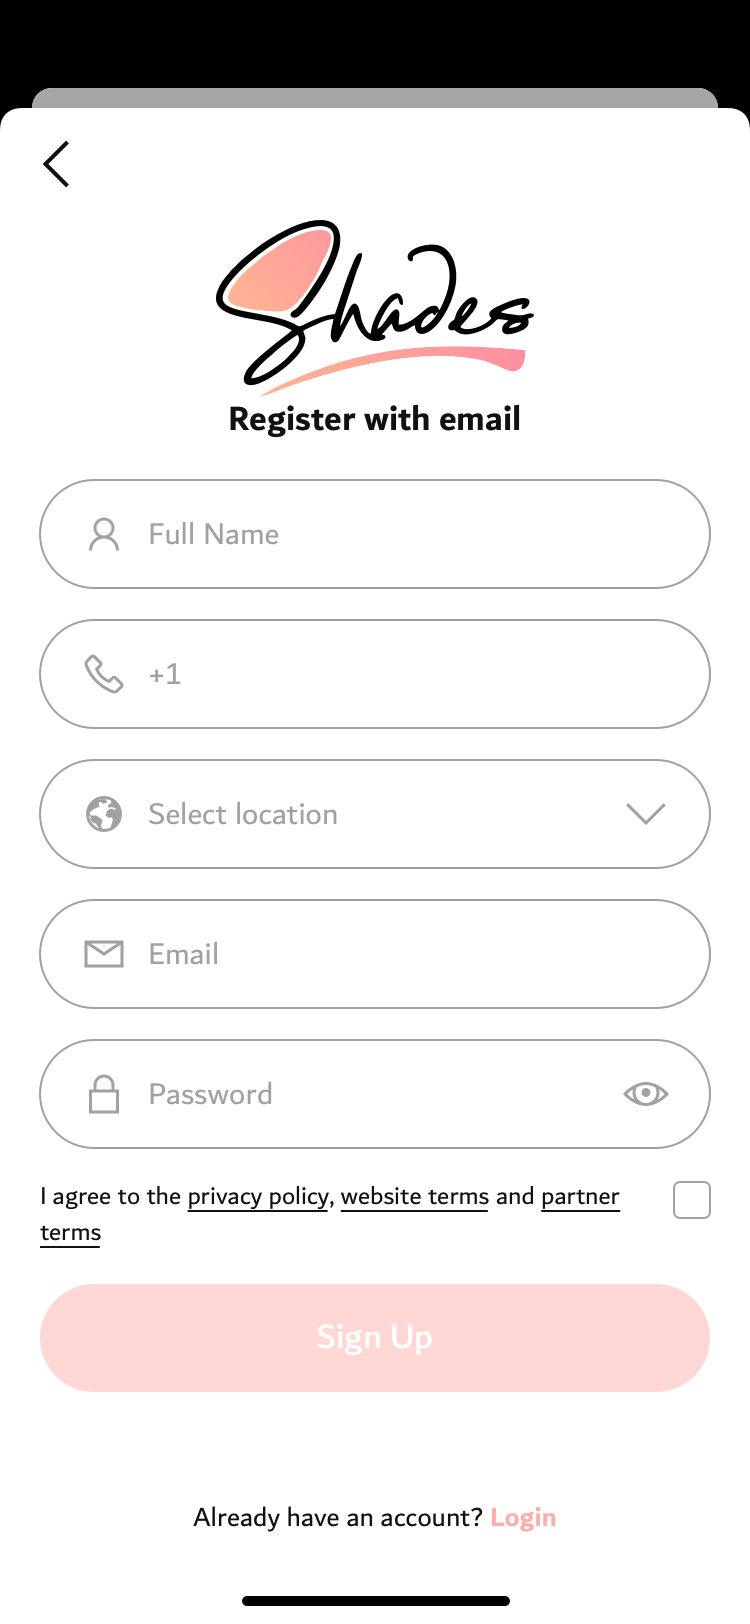 Shades
Register with email
Full Name
+1
Select location
Email
Password
I agree to the privacy policy, website terms and partner
terms
Sign Up
Already have an account? Login